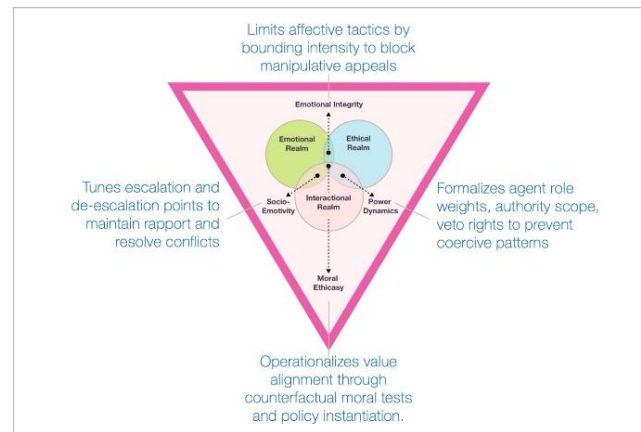 Limits affective tactics by
bounding intensity to block
manipulative appeals
Emotional Integrity
Emotional
Realm
Ethical
Realm
Tunes escalation and
de-escalation points to
maintain rapport and
resolve conflicts
Socio-
Emotivity
Interactional
Realm
Power
Dynamics
Formalizes agent role
weights, authority scope,
veto rights to prevent
coercive patterns
Moral
Ethicasy
Operationalizes value
alignment through
counterfactual moral tests
and policy instantiation.